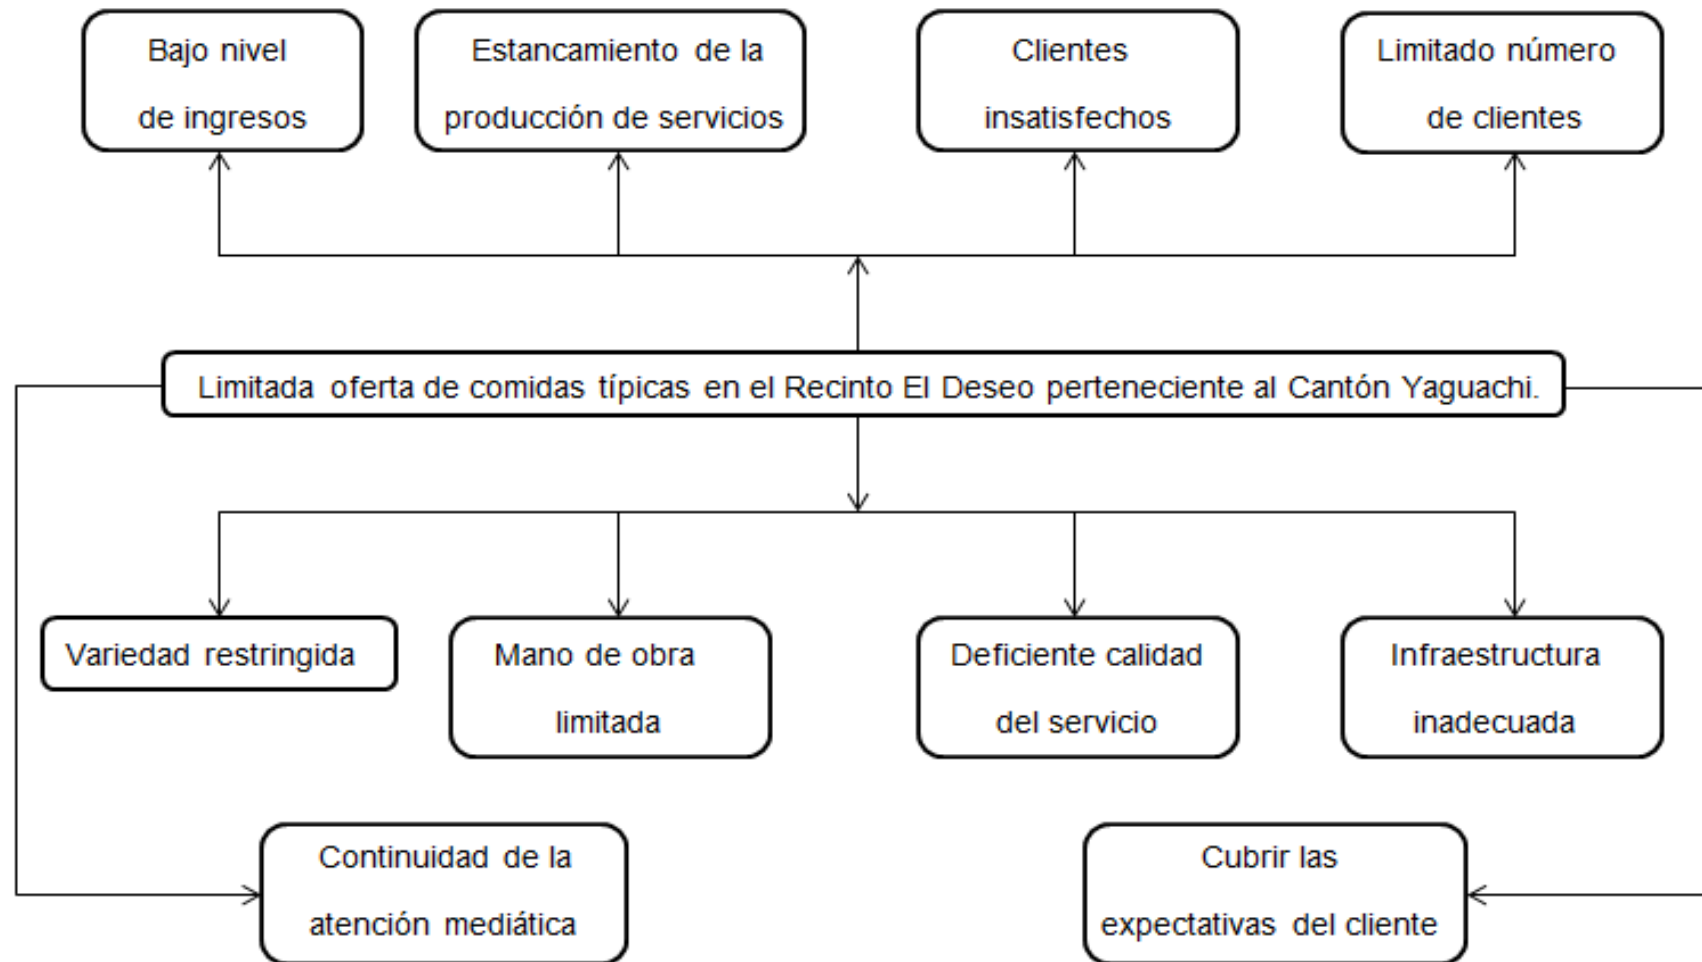 Bajo nivel
de ingresos
Estancamiento de la
producción de servicios
Clientes
insatisfechos
Limitado número
de clientes
Limitada oferta de comidas típicas en el Recinto El Deseo perteneciente al Cantón Yaguachi.
Variedad restringida
Mano de obra
limitada
Deficiente calidad
del servicio
Infraestructura
inadecuada
Continuidad de la
atención mediática
Cubrir las
expectativas del cliente